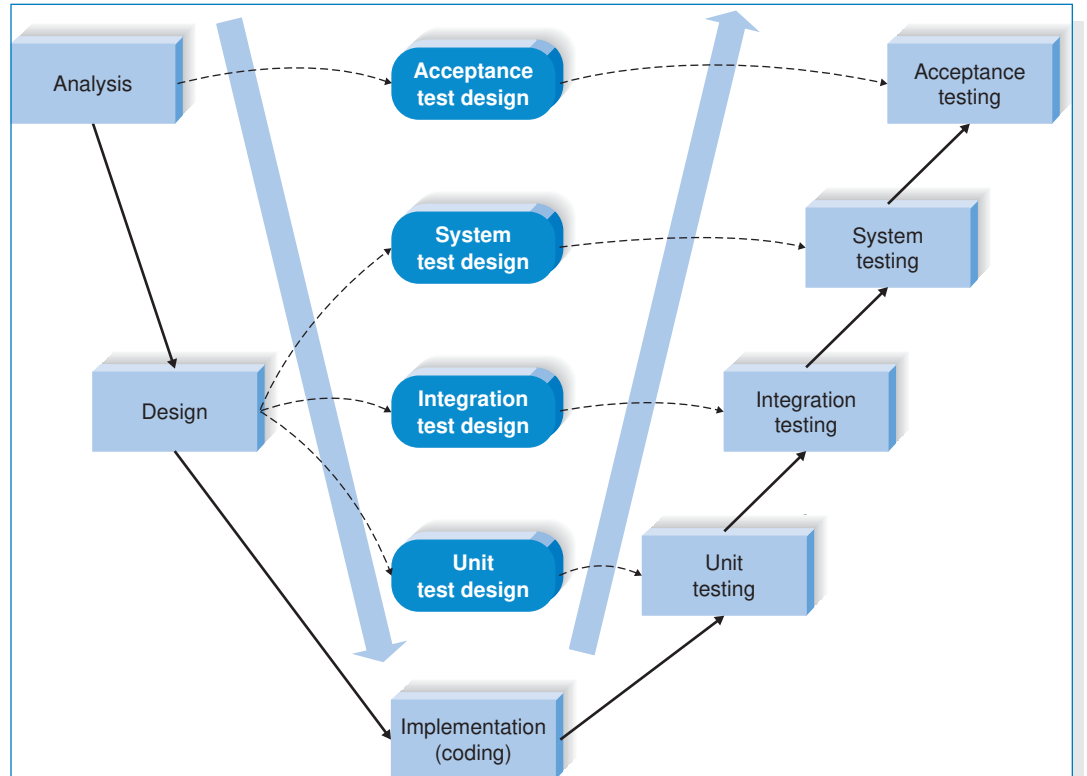 Analysis
Acceptance
test design
Acceptance
testing
System
test design
System
testing
Design
Integration
test design
Integration
testing
Unit
test design
Unit
testing
Implementation
(coding)